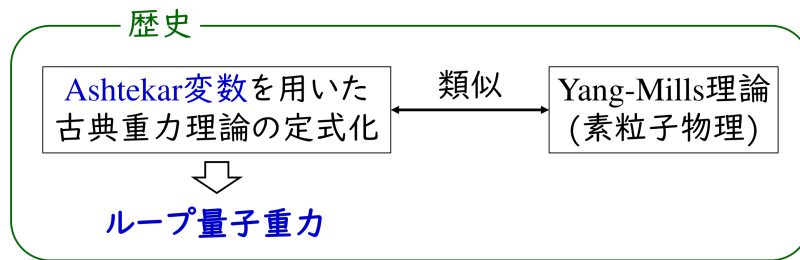 歴史
Ashtekar変数を用いた
古典重力理論の定式化
類似
Yang-Mills理論
(素粒子物理)
ループ量子重力